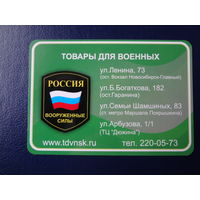 ТОВАРЫ ДЛЯ ВОЕННЫХ
ул.Ленина, 73
(ост. Вокзал Новосибирск-Главный)
ул.Б.Богаткова, 182
(ост.Гаранина)
ул.Семьи Шамшиных, 83
(ст. метро Маршала Покрышкина)
ул.Арбузова, 1/1
(ТЦ "Дюжина")
РОССИЯ
ВООРУЖЕННЫЕ
СИЛЫ
www.tdvnsk.ru
тел. 220-05-73